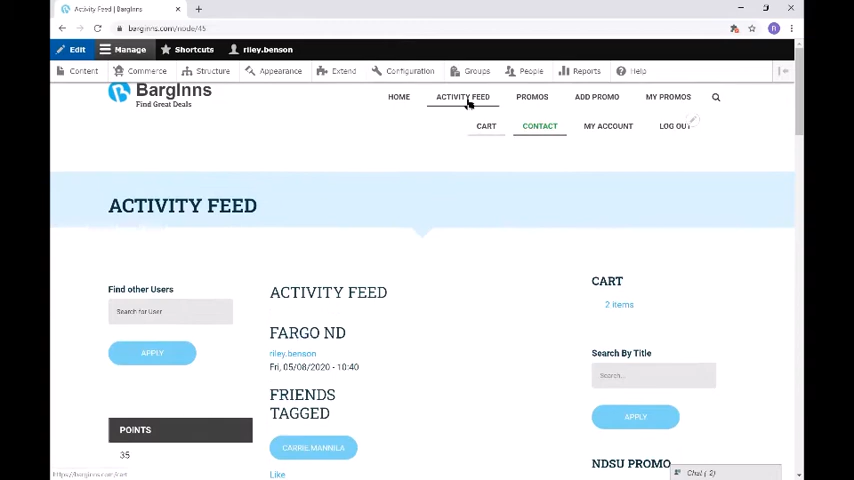 Activity Feed | BargInns
barginns.com/node/45
R
Edit
Manage
Shortcuts
riley.benson
Content
Commerce
Structure
Appearance
Extend
Configuration
Groups
People
Reports
Help
BargInns
Find Great Deals
HOME
ACTIVITY FEED
PROMOS
ADD PROMO
MY PROMOS
CART
CONTACT
MY ACCOUNT
LOG OUT
ACTIVITY FEED
Find other Users
Search for User
APPLY
POINTS
35
ACTIVITY FEED
FARGO ND
riley.benson
Fri, 05/08/2020 - 10:40
FRIENDS
TAGGED
CARRIE MANNILA
Like
CART
2 items
Search By Title
Search...
APPLY
NDSU PROMO
Chat (2)
https://barginns.com/cart